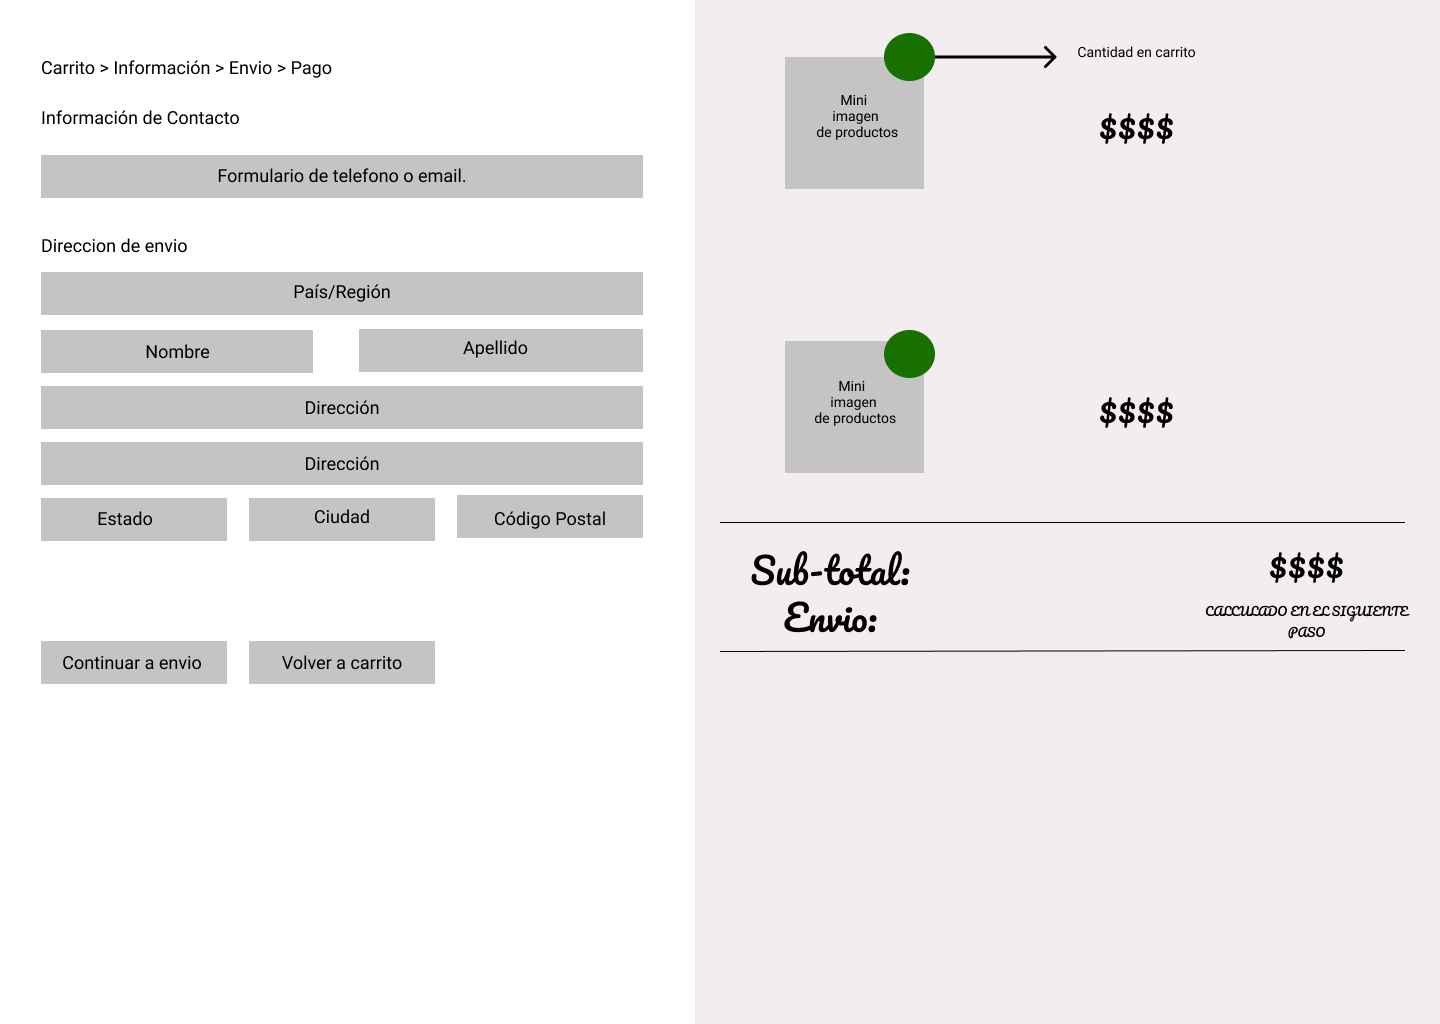 Carrito > Información > Envio > Pago
Información de Contacto
Formulario de telefono o email.
Direccion de envio
País/Región
Nombre
Apellido
Dirección
Dirección
Estado
Ciudad
Código Postal
Continuar a envio
Volver a carrito
Cantidad en carrito
Mini
imagen
de productos
$$$$
Mini
imagen
de productos
$$$$
Sub-total:
$$$$
Envio:
CALCULADO EN EL SIGUIENTE
PASO